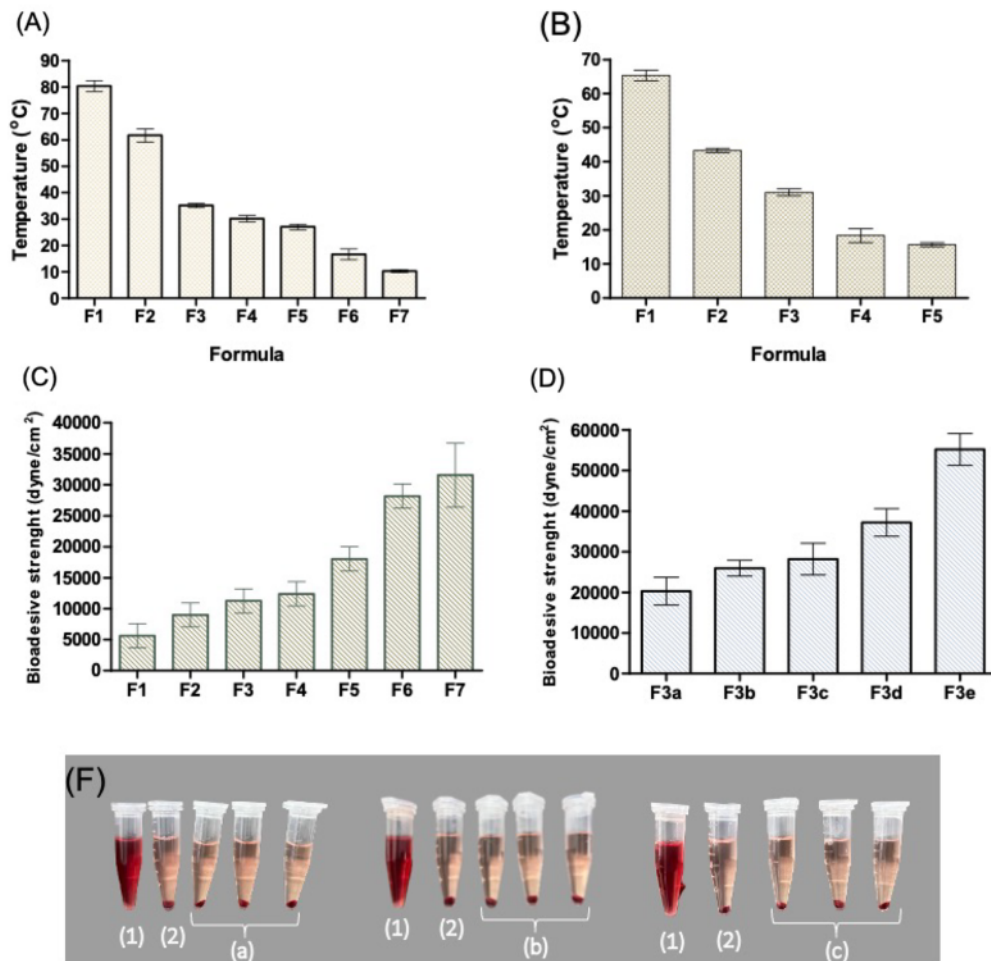 (A)
Temperature (°C)
90
80
70
60
50
40
30
20
10
0
F1 F2 F3 F4 F5 F6 F7
Formula
(B)
Temperature (°C)
70
60
50
40
30
20
10
0
F1 F2 F3 F4 F5
Formula
(C)
Bioadesive strenght (dyne/cm²)
40000
35000
30000
25000
20000
15000
10000
5000
0
F1 F2 F3 F4 F5 F6 F7
(D)
Bioadesive strenght (dyne/cm²)
60000
50000
40000
30000
20000
10000
0
F3a F3b F3c F3d F3e
(F)
(1) (2) (a)
(1) (2) (b)
(1) (2) (c)